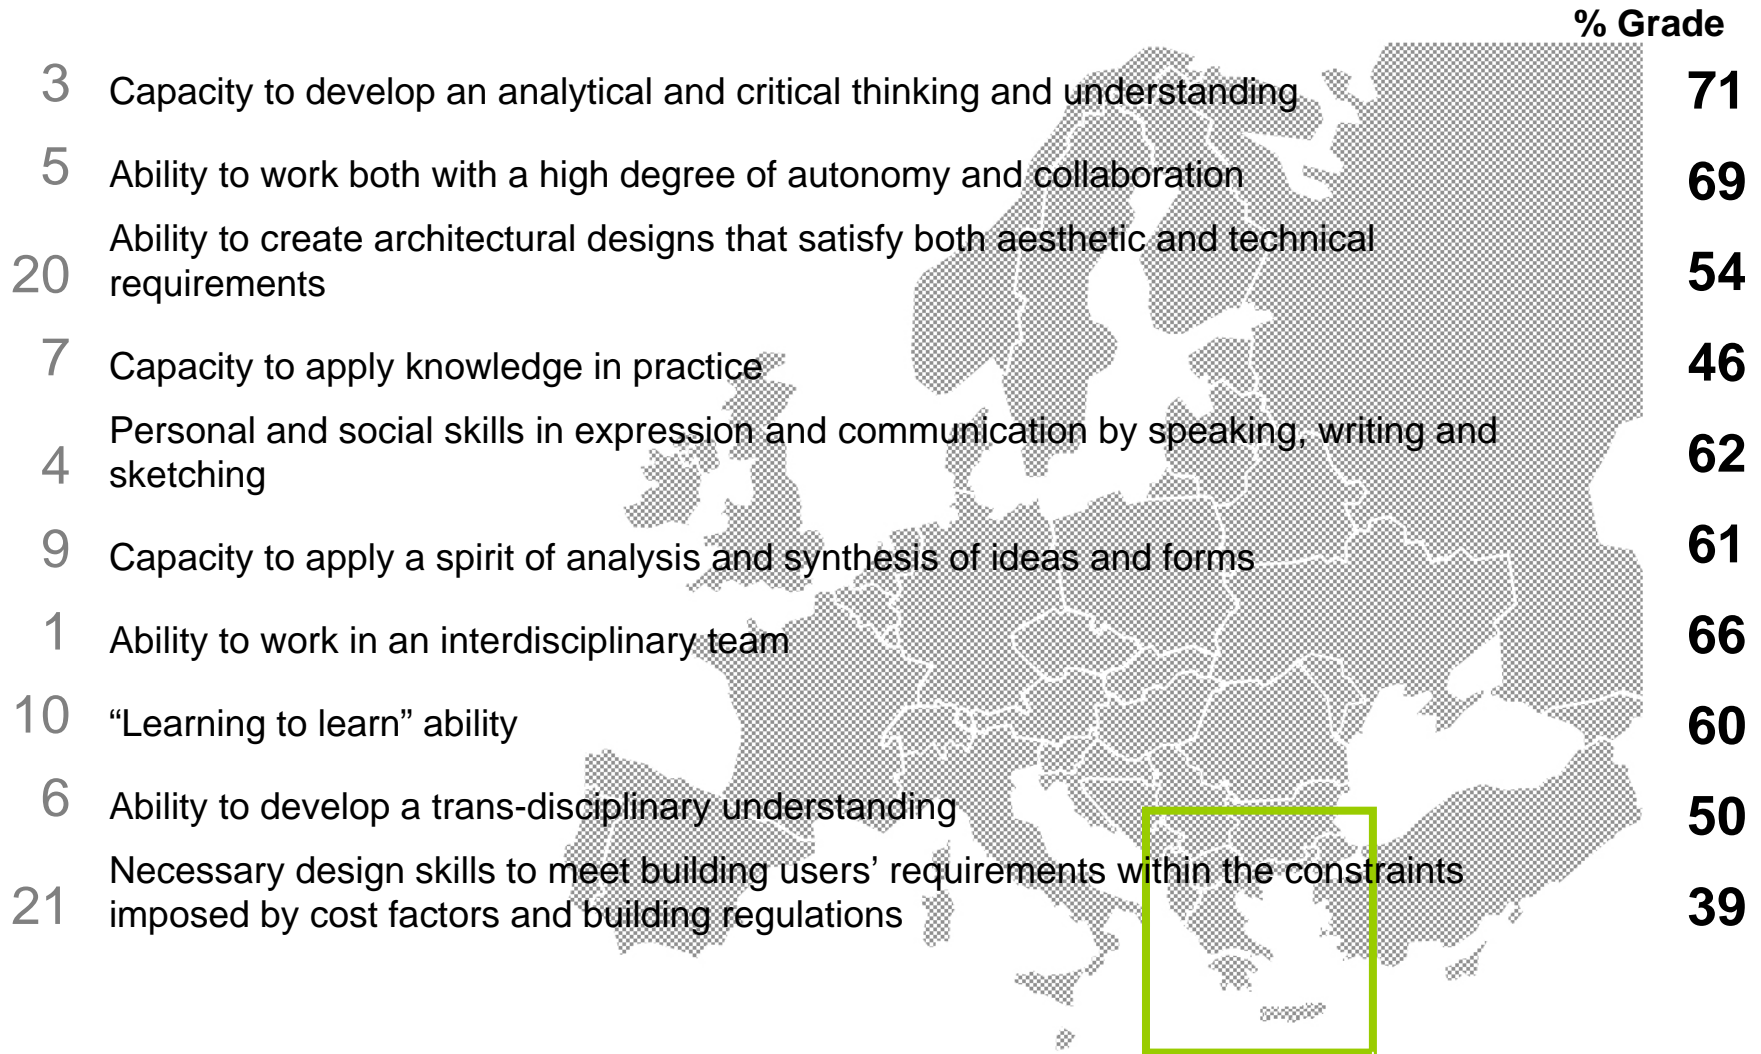 % Grade
3 Capacity to develop an analytical and critical thinking and understanding 71
5 Ability to work both with a high degree of autonomy and collaboration 69
Ability to create architectural designs that satisfy both aesthetic and technical
20 requirements 54
7 Capacity to apply knowledge in practice 46
Personal and social skills in expression and communication by speaking, writing and
4 sketching 62
9 Capacity to apply a spirit of analysis and synthesis of ideas and forms 61
1 Ability to work in an interdisciplinary team 66
10 “Learning to learn” ability 60
6 Ability to develop a trans-disciplinary understanding 50
Necessary design skills to meet building users’ requirements within the constraints
21 imposed by cost factors and building regulations 39